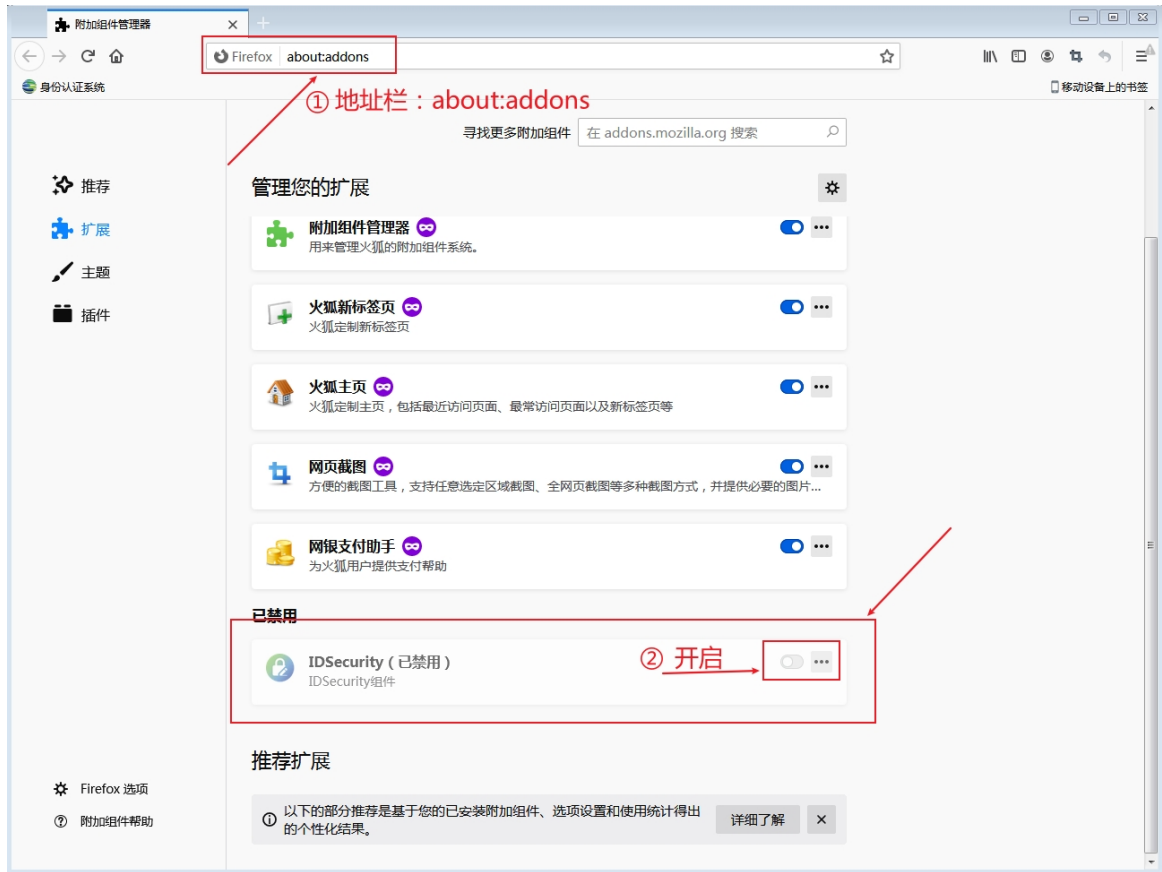 附加组件管理器
Firefox about:addons
身份认证系统
移动设备上的书签
① 地址栏：about:addons
寻找更多附加组件 在 addons.mozilla.org 搜索
推荐
管理您的扩展
扩展
附加组件管理器
用来管理火狐的附加组件系统。
主题
火狐新标签页
火狐定制新标签页
插件
火狐主页
火狐定制主页，包括最近访问页面、最常访问页面以及新标签页等
网页截图
方便的截图工具，支持任意选定区域截图、全网页截图等多种截图方式，并提供必要的图片...
网银支付助手
为火狐用户提供支付帮助
已禁用
IDSecurity（已禁用）
IDSecurity组件
② 开启
推荐扩展
Firefox 选项
以下的部分推荐是基于您的已安装附加组件、选项设置和使用统计得出
的个性化结果。
详细了解
附加组件帮助